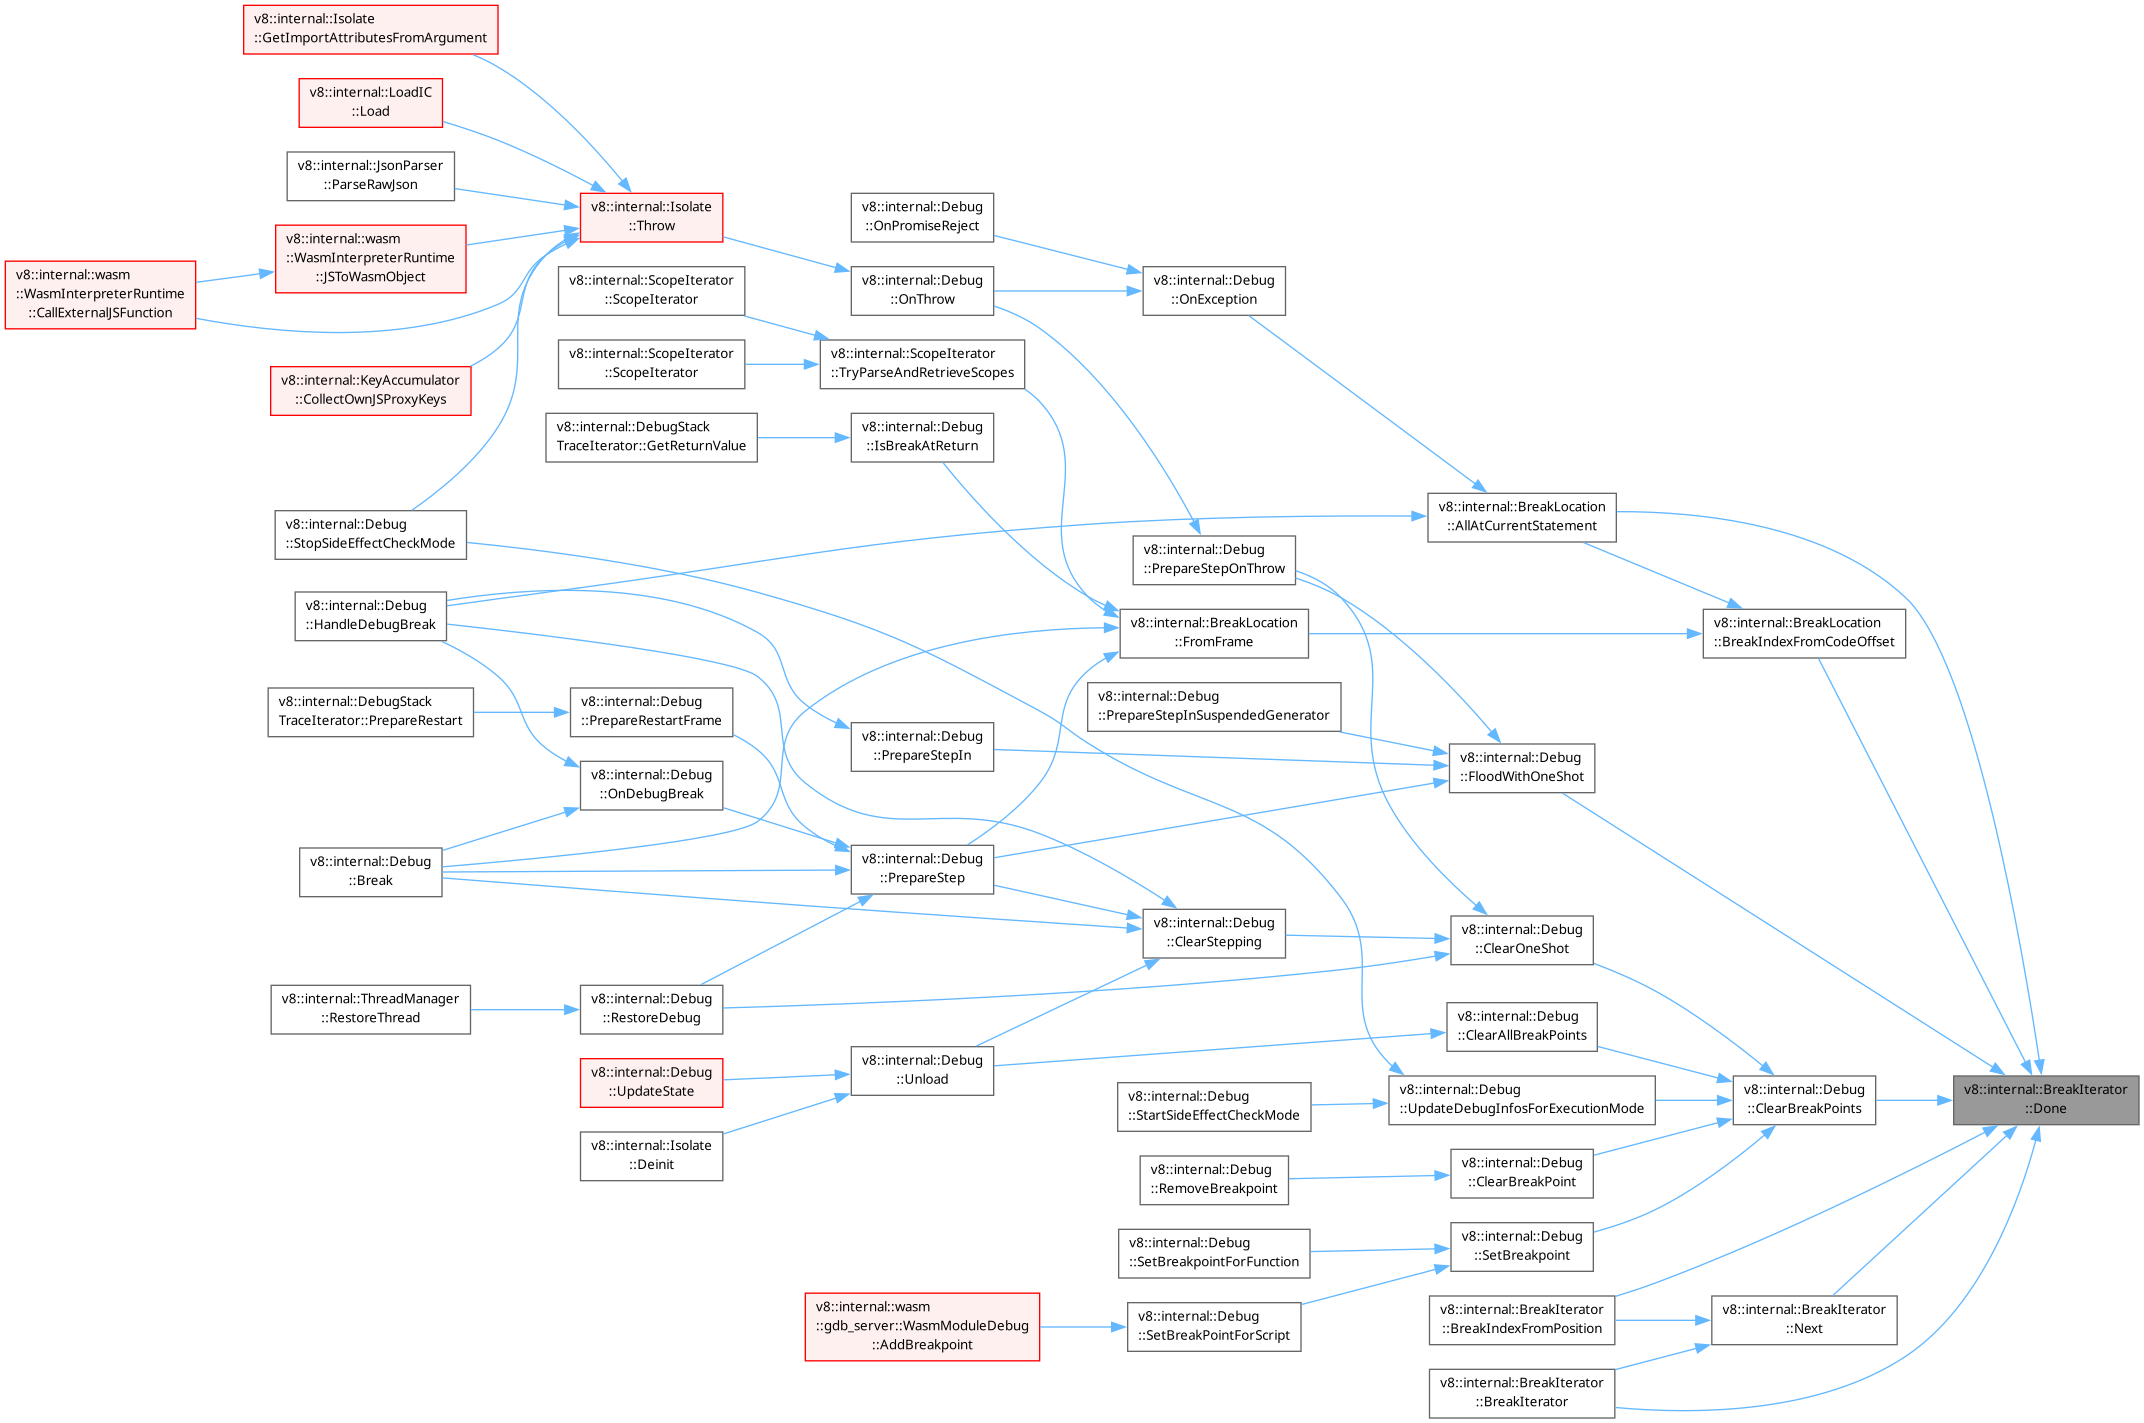 v8::internal::Isolate
::GetImportAttributesFromArgument
v8::internal::LoadIC
::Load
v8::internal::JsonParser
::ParseRawJson
v8::internal::wasm
::WasmInterpreterRuntime
::JSToWasmObject
v8::internal::wasm
::WasmInterpreterRuntime
::CallExternalJSFunction
v8::internal::KeyAccumulator
::CollectOwnJSProxyKeys
v8::internal::Debug
::StopSideEffectCheckMode
v8::internal::Debug
::HandleDebugBreak
v8::internal::DebugStack
TraceIterator::PrepareRestart
v8::internal::Debug
::Break
v8::internal::ThreadManager
::RestoreThread
v8::internal::Isolate
::Throw
v8::internal::ScopeIterator
::ScopeIterator
v8::internal::ScopeIterator
::ScopeIterator
v8::internal::DebugStack
TraceIterator::GetReturnValue
v8::internal::Debug
::PrepareRestartFrame
v8::internal::Debug
::OnDebugBreak
v8::internal::Debug
::RestoreDebug
v8::internal::Debug
::UpdateState
v8::internal::Isolate
::Deinit
v8::internal::Debug
::OnPromiseReject
v8::internal::Debug
::OnThrow
v8::internal::ScopeIterator
::TryParseAndRetrieveScopes
v8::internal::Debug
::IsBreakAtReturn
v8::internal::Debug
::PrepareStepIn
v8::internal::Debug
::PrepareStep
v8::internal::Debug
::Unload
v8::internal::wasm
::gdb_server::WasmModuleDebug
::AddBreakpoint
v8::internal::Debug
::OnException
v8::internal::Debug
::PrepareStepOnThrow
v8::internal::BreakLocation
::FromFrame
v8::internal::Debug
::PrepareStepInSuspendedGenerator
v8::internal::Debug
::ClearStepping
v8::internal::Debug
::StartSideEffectCheckMode
v8::internal::Debug
::RemoveBreakpoint
v8::internal::Debug
::SetBreakpointForFunction
v8::internal::Debug
::SetBreakPointForScript
v8::internal::BreakLocation
::AllAtCurrentStatement
v8::internal::Debug
::FloodWithOneShot
v8::internal::Debug
::ClearOneShot
v8::internal::Debug
::ClearAllBreakPoints
v8::internal::Debug
::UpdateDebugInfosForExecutionMode
v8::internal::Debug
::ClearBreakPoint
v8::internal::Debug
::SetBreakpoint
v8::internal::BreakIterator
::BreakIndexFromPosition
v8::internal::BreakIterator
::BreakIterator
v8::internal::BreakLocation
::BreakIndexFromCodeOffset
v8::internal::Debug
::ClearBreakPoints
v8::internal::BreakIterator
::Next
v8::internal::BreakIterator
::Done